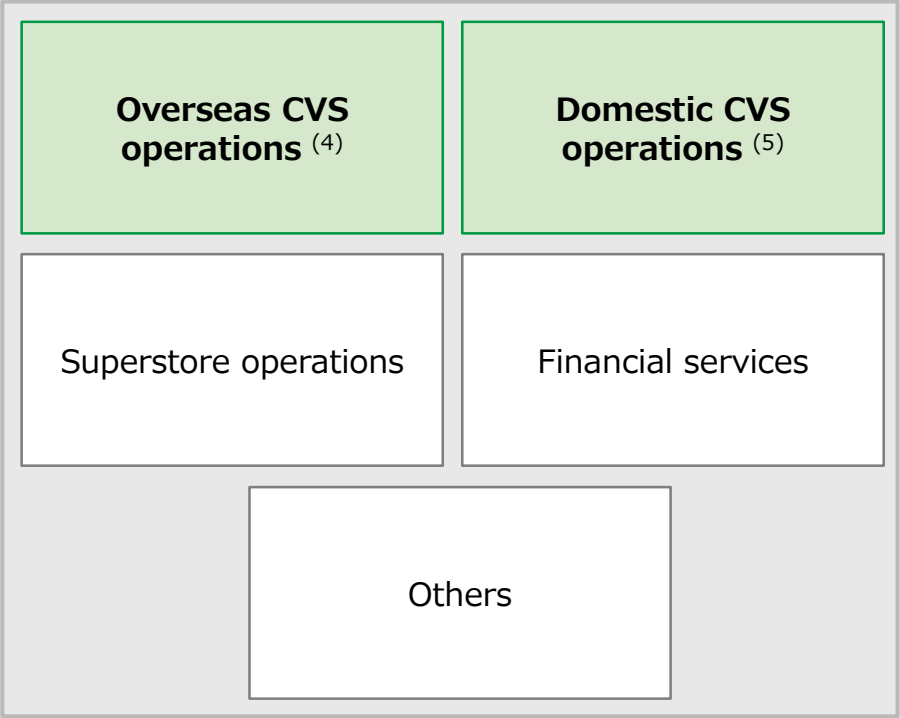 Overseas CVS
operations (4)
Domestic CVS
operations (5)
Superstore operations
Financial services
Others